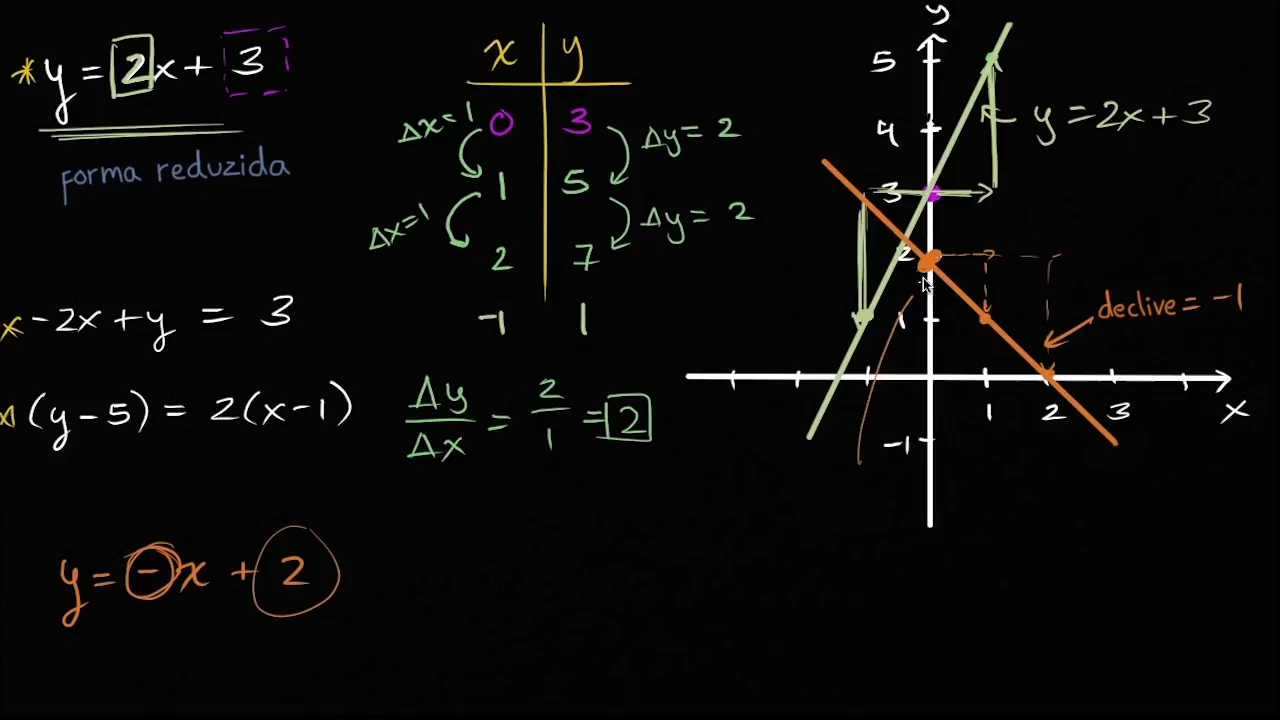 * y = 2x + 3
forma reduzida
* -2x + y = 3
* (y - 5) = 2(x - 1)
y = -x + 2
x y
Δx = 1 0 3 Δy = 2
1 5
Δx = 1 Δy = 2
2 7
-1 1
Δy/Δx = 2/1 = 2
y
5
y = 2x + 3
4
3
2
declive = -1
1
1 2 3 x
-1